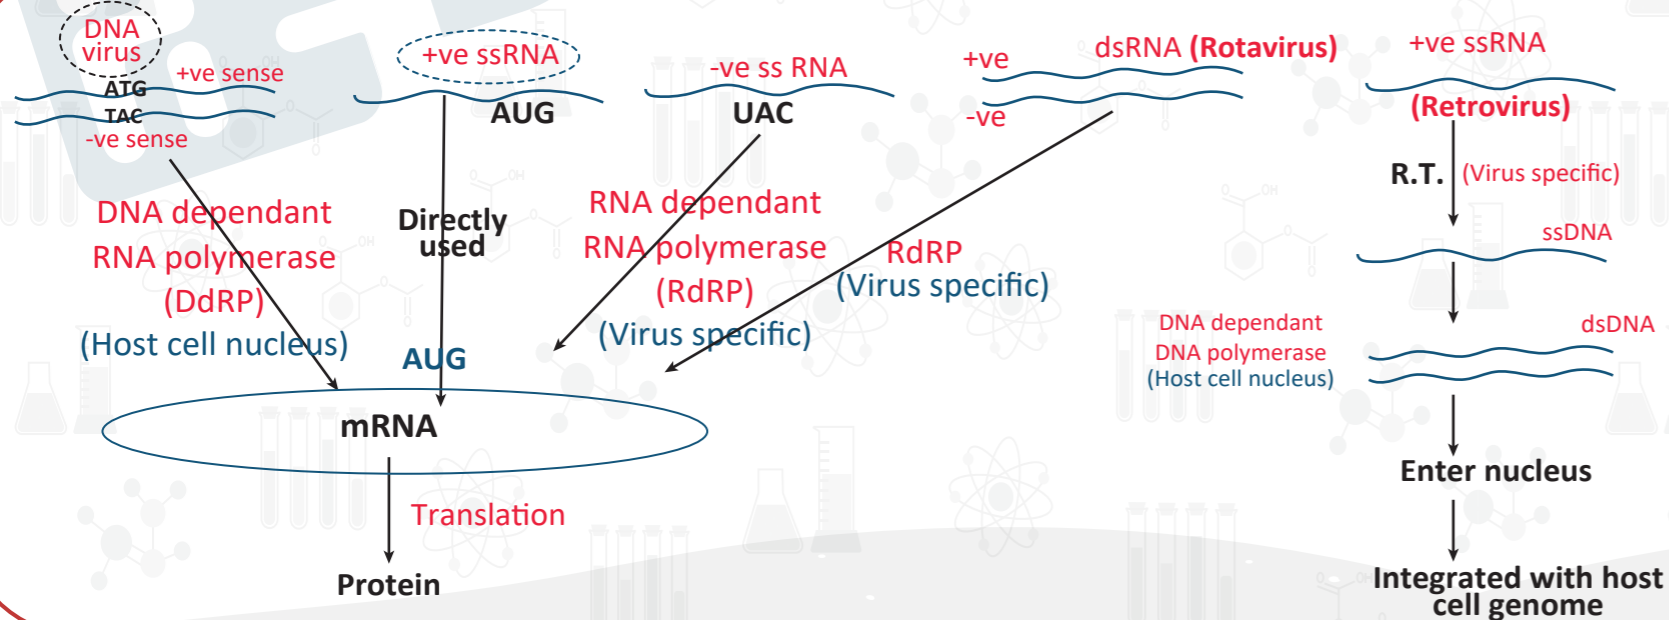 DNA
virus
+ve sense
ATG
TAC
-ve sense
DNA dependant
RNA polymerase
(DdRP)
(Host cell nucleus)
+ve ssRNA
AUG
Directly
used
AUG
-ve ss RNA
UAC
RNA dependant
RNA polymerase
(RdRP)
(Virus specific)
dsRNA (Rotavirus)
+ve
-ve
RdRP
(Virus specific)
mRNA
Translation
Protein
+ve ssRNA
(Retrovirus)
R.T. (Virus specific)
ssDNA
DNA dependant
DNA polymerase
(Host cell nucleus)
dsDNA
Enter nucleus
Integrated with host
cell genome